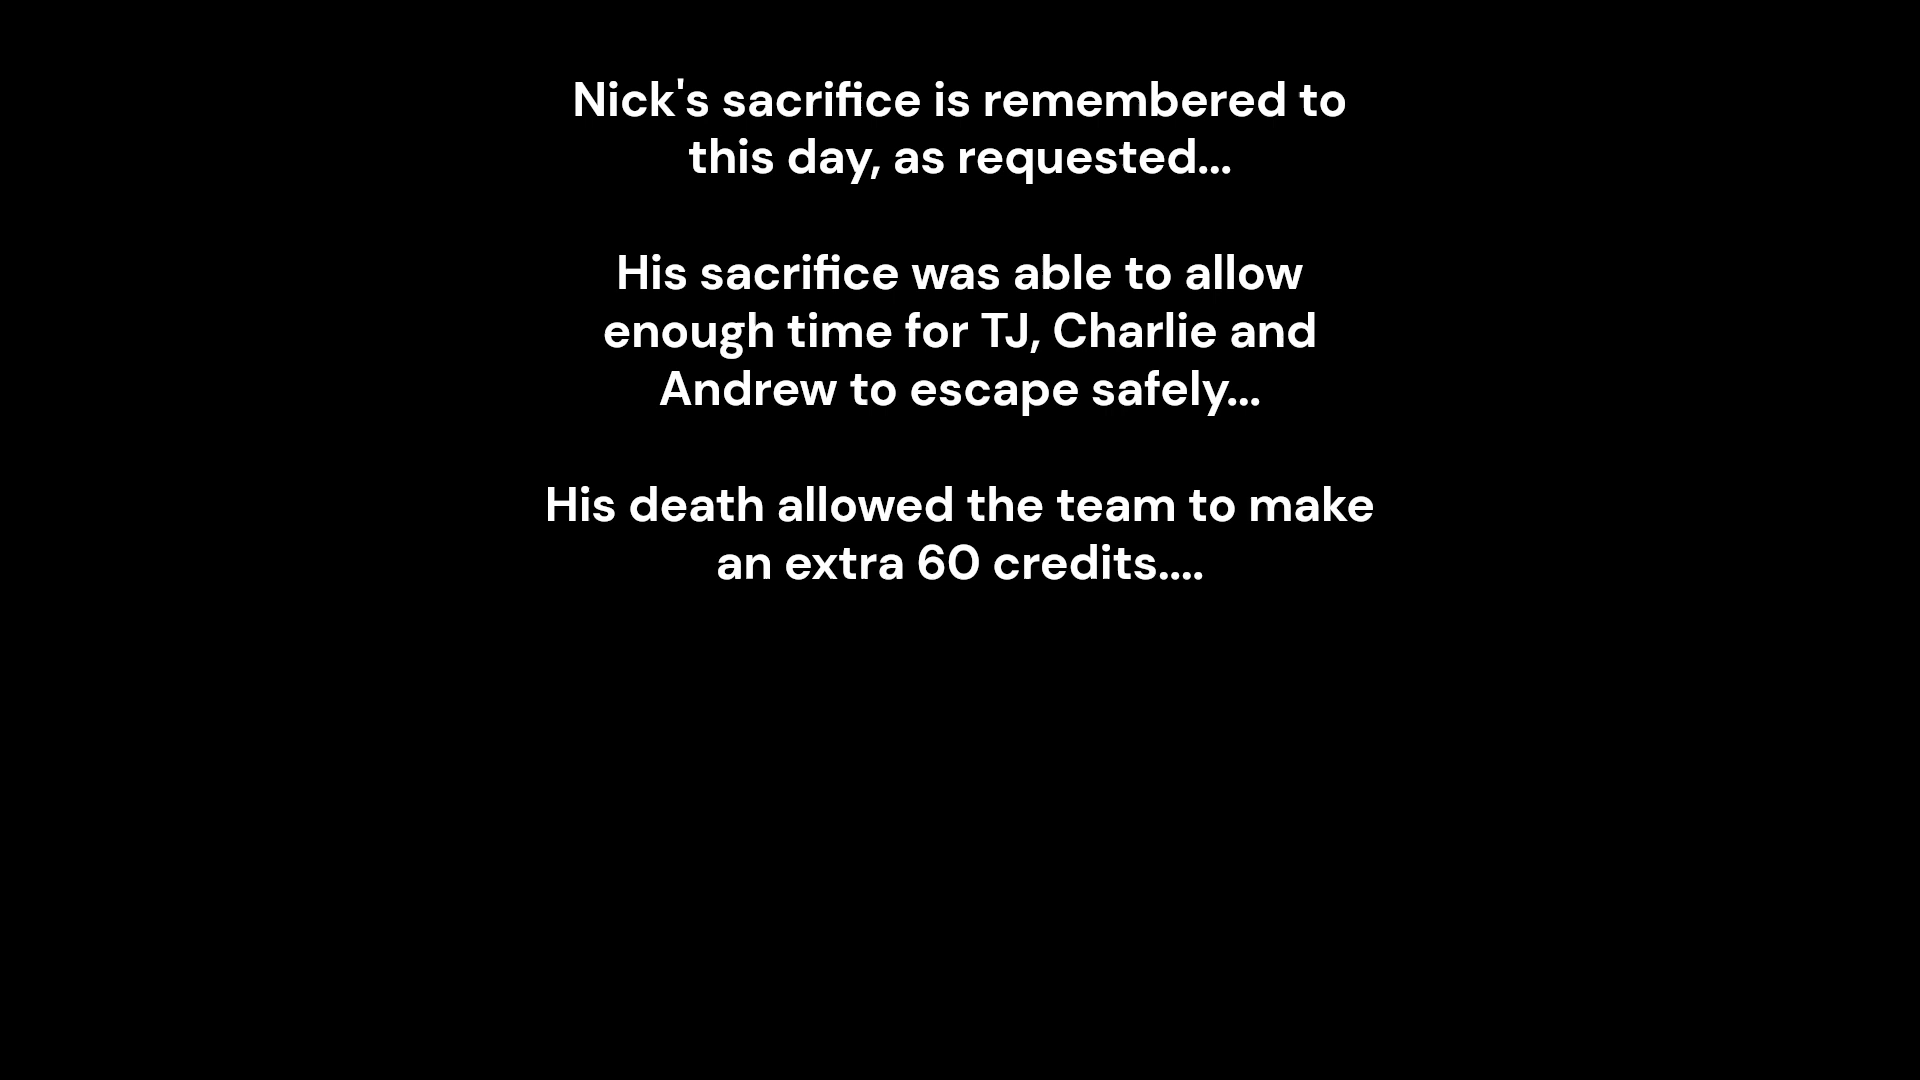 Nick's sacrifice is remembered to
this day, as requested...
His sacrifice was able to allow
enough time for TJ, Charlie and
Andrew to escape safely...
His death allowed the team to make
an extra 60 credits....